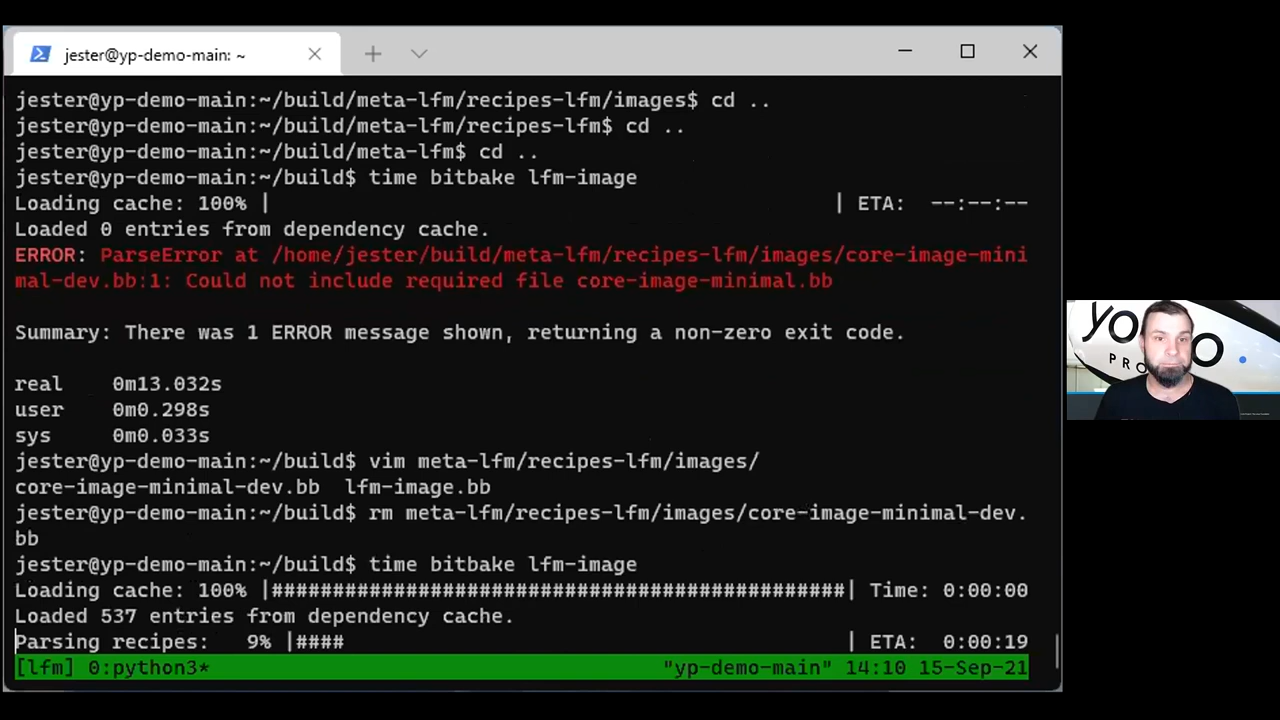 jester@yp-demo-main: ~
jester@yp-demo-main:~/build/meta-lfm/recipes-lfm/images$ cd ..
jester@yp-demo-main:~/build/meta-lfm/recipes-lfm$ cd ..
jester@yp-demo-main:~/build/meta-lfm$ cd ..
jester@yp-demo-main:~/build$ time bitbake lfm-image
Loading cache: 100% | | ETA:  --:--:--
Loaded 0 entries from dependency cache.
ERROR: ParseError at /home/jester/build/meta-lfm/recipes-lfm/images/core-image-mini
mal-dev.bb:1: Could not include required file core-image-minimal.bb
Summary: There was 1 ERROR message shown, returning a non-zero exit code.
real    0m13.032s
user    0m0.298s
sys     0m0.033s
jester@yp-demo-main:~/build$ vim meta-lfm/recipes-lfm/images/
core-image-minimal-dev.bb  lfm-image.bb
jester@yp-demo-main:~/build$ rm meta-lfm/recipes-lfm/images/core-image-minimal-dev.
bb
jester@yp-demo-main:~/build$ time bitbake lfm-image
Loading cache: 100% |###############################################| Time: 0:00:00
Loaded 537 entries from dependency cache.
Parsing recipes:   9% |#### | ETA:  0:00:19
[lfm] 0:python3* "yp-demo-main" 14:10 15-Sep-21
yo
PRO